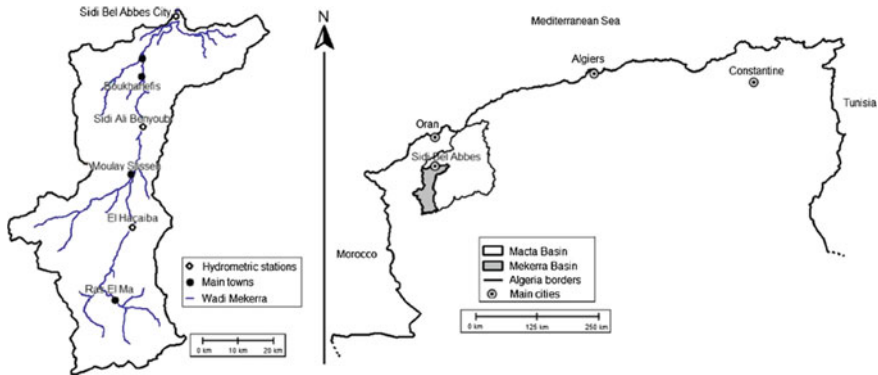 Sidi Bel Abbes City
Boukhanefis
Sidi Ali Benyoub
Moulay Slissen
El Haçaiba
Ras El Ma
Hydrometric stations
Main towns
Wadi Mekerra
0 km 10 km 20 km
N
Mediterranean Sea
Algiers
Constantine
Tunisia
Oran
Sidi Bel Abbes
Morocco
Macta Basin
Mekerra Basin
Algeria borders
Main cities
0 km 125 km 250 km